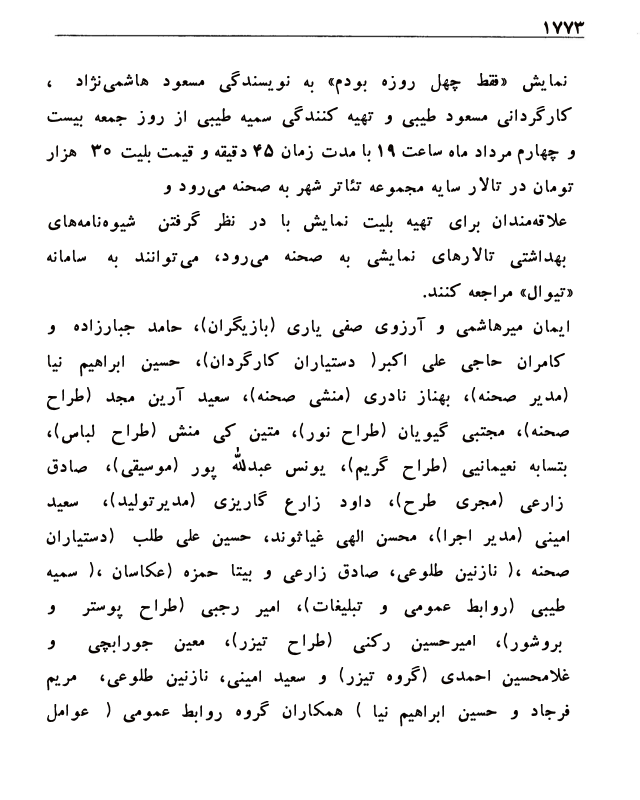 ۱۷۷۳
نمایش «فقط چهل روزه بودم» به نویسندگی مسعود هاشمی‌نژاد ،
کارگردانی مسعود طیبی و تهیه کنندگی سمیه طیبی از روز جمعه بیست
و چهارم مرداد ماه ساعت ۱۹ با مدت زمان ۴۵ دقیقه و قیمت بلیت ۳۰ هزار
تومان در تالار سایه مجموعه تئاتر شهر به صحنه می‌رود و
علاقه‌مندان برای تهیه بلیت نمایش با در نظر گرفتن شیوه‌نامه‌های
بهداشتی تالارهای نمایشی به صحنه می‌رود، می‌توانند به سامانه
«تیوال» مراجعه کنند.
ایمان میرهاشمی و آرزوی صفی یاری (بازیگران)، حامد جبارزاده و
کامران حاجی علی اکبر( دستیاران کارگردان)، حسین ابراهیم نیا
(مدیر صحنه)، بهناز نادری (منشی صحنه)، سعید آرین مجد (طراح
صحنه)، مجتبی گیویان (طراح نور)، متین کی منش (طراح لباس)،
بتسابه نعیمانیی (طراح گریم)، یونس عبدلله پور (موسیقی)، صادق
زارعی (مجری طرح)، داود زارع گاریزی (مدیرتولید)، سعید
امینی (مدیر اجرا)، محسن الهی غیاثوند، حسین علی طلب (دستیاران
صحنه ،( نازنین طلوعی، صادق زارعی و بیتا حمزه (عکاسان ،( سمیه
طیبی (روابط عمومی و تبلیغات)، امیر رجبی (طراح پوستر و
بروشور)، امیرحسین رکنی (طراح تیزر)، معین جورابچی و
غلامحسین احمدی (گروه تیزر) و سعید امینی، نازنین طلوعی، مریم
فرجاد و حسین ابراهیم نیا ) همکاران گروه روابط عمومی ( عوامل